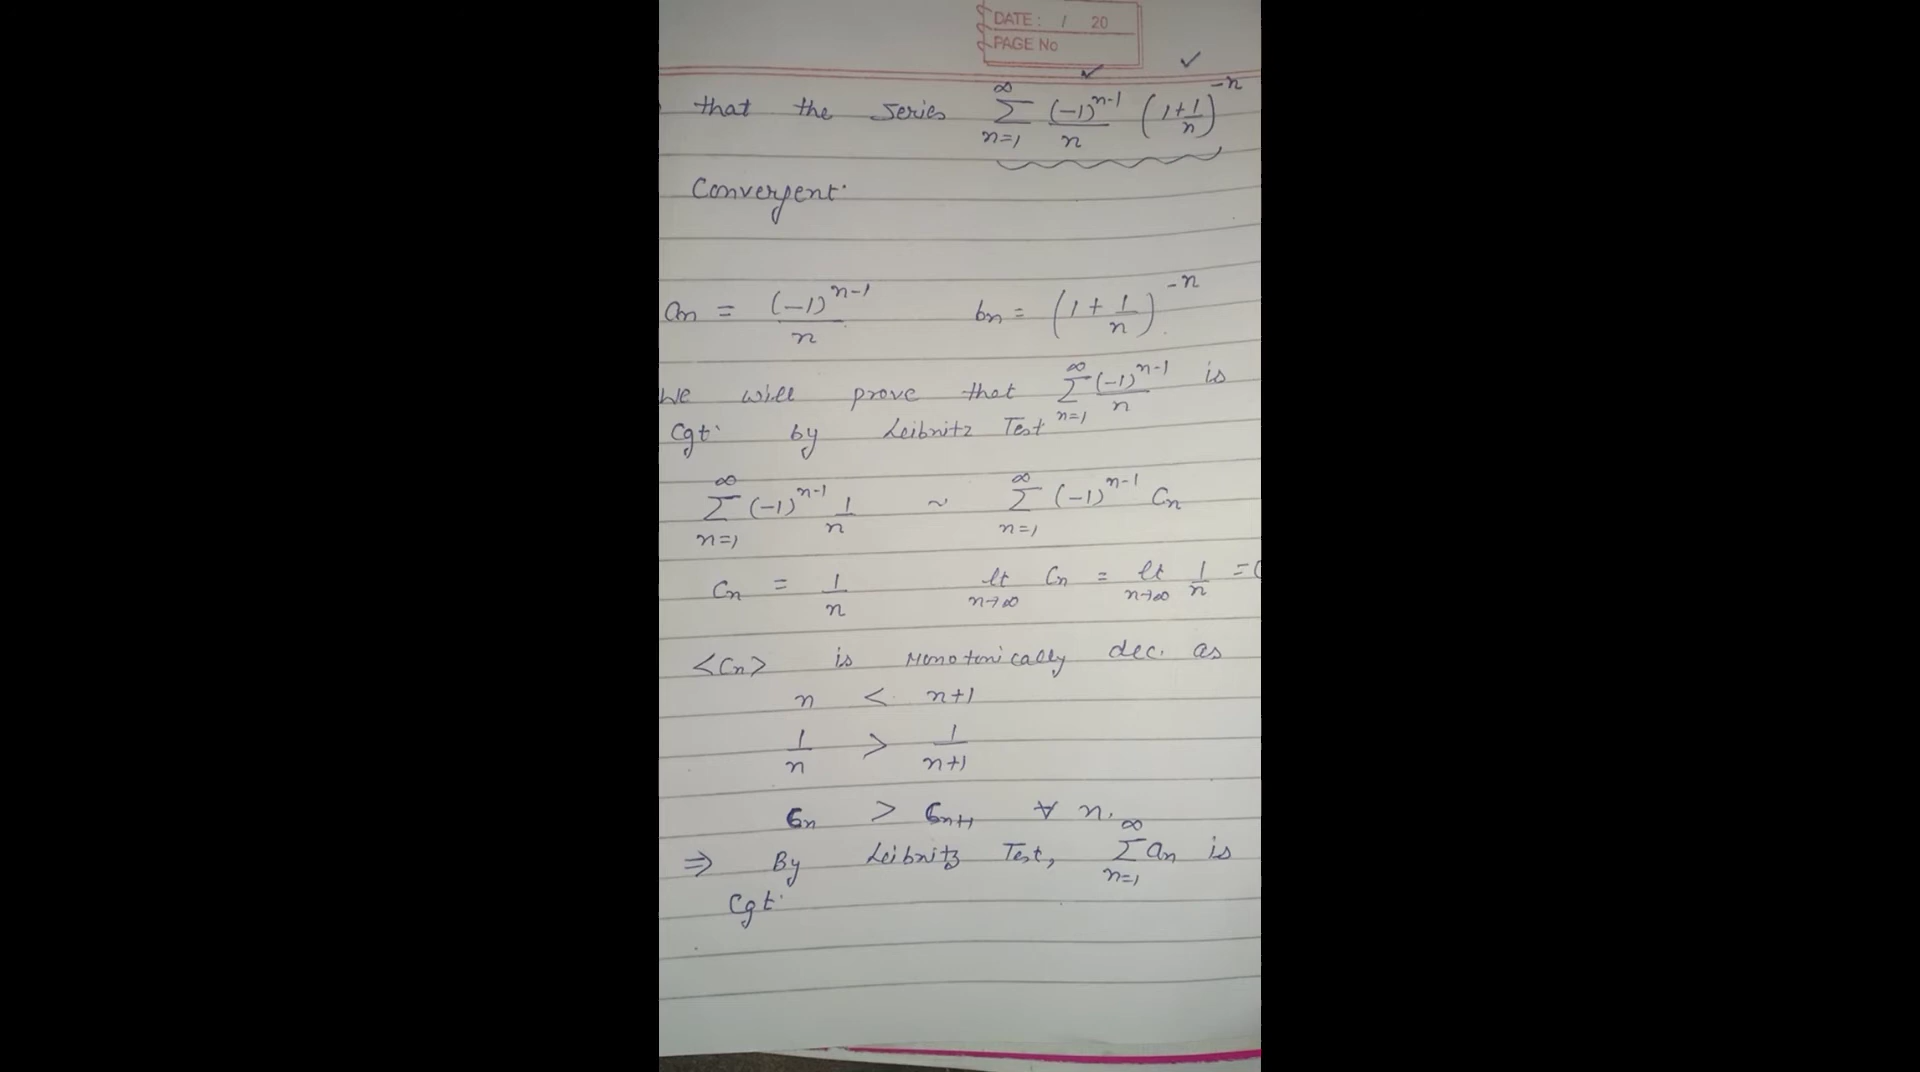 DATE: / 20
PAGE No
that the series ∞ Σ n=1 (-1)^(n-1)/n (1+1/n)^(-n)
Convergent.
an = (-1)^(n-1)/n bn = (1+1/n)^(-n)
We will prove that ∞ Σ n=1 (-1)^(n-1)/n is
Cgt. by Leibnitz Test
∞ Σ n=1 (-1)^(n-1) 1/n ~ ∞ Σ n=1 (-1)^(n-1) Cn
Cn = 1/n lt n→∞ Cn = lt n→∞ 1/n =
<Cn> is Monotonically dec. as
n < n+1
1/n > 1/(n+1)
Cn > Cn+1 ∀ n.
⇒ By Leibnitz Test, ∞ Σ n=1 an is
Cgt.